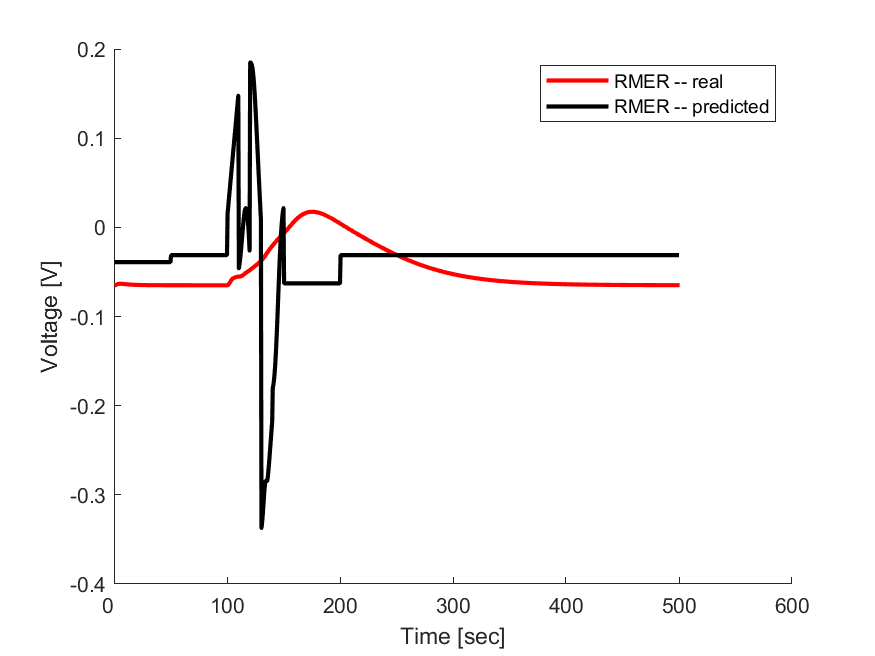 RMER -- real
RMER -- predicted
0.2
0.1
0
-0.1
-0.2
-0.3
-0.4
Voltage [V]
0 100 200 300 400 500 600
Time [sec]